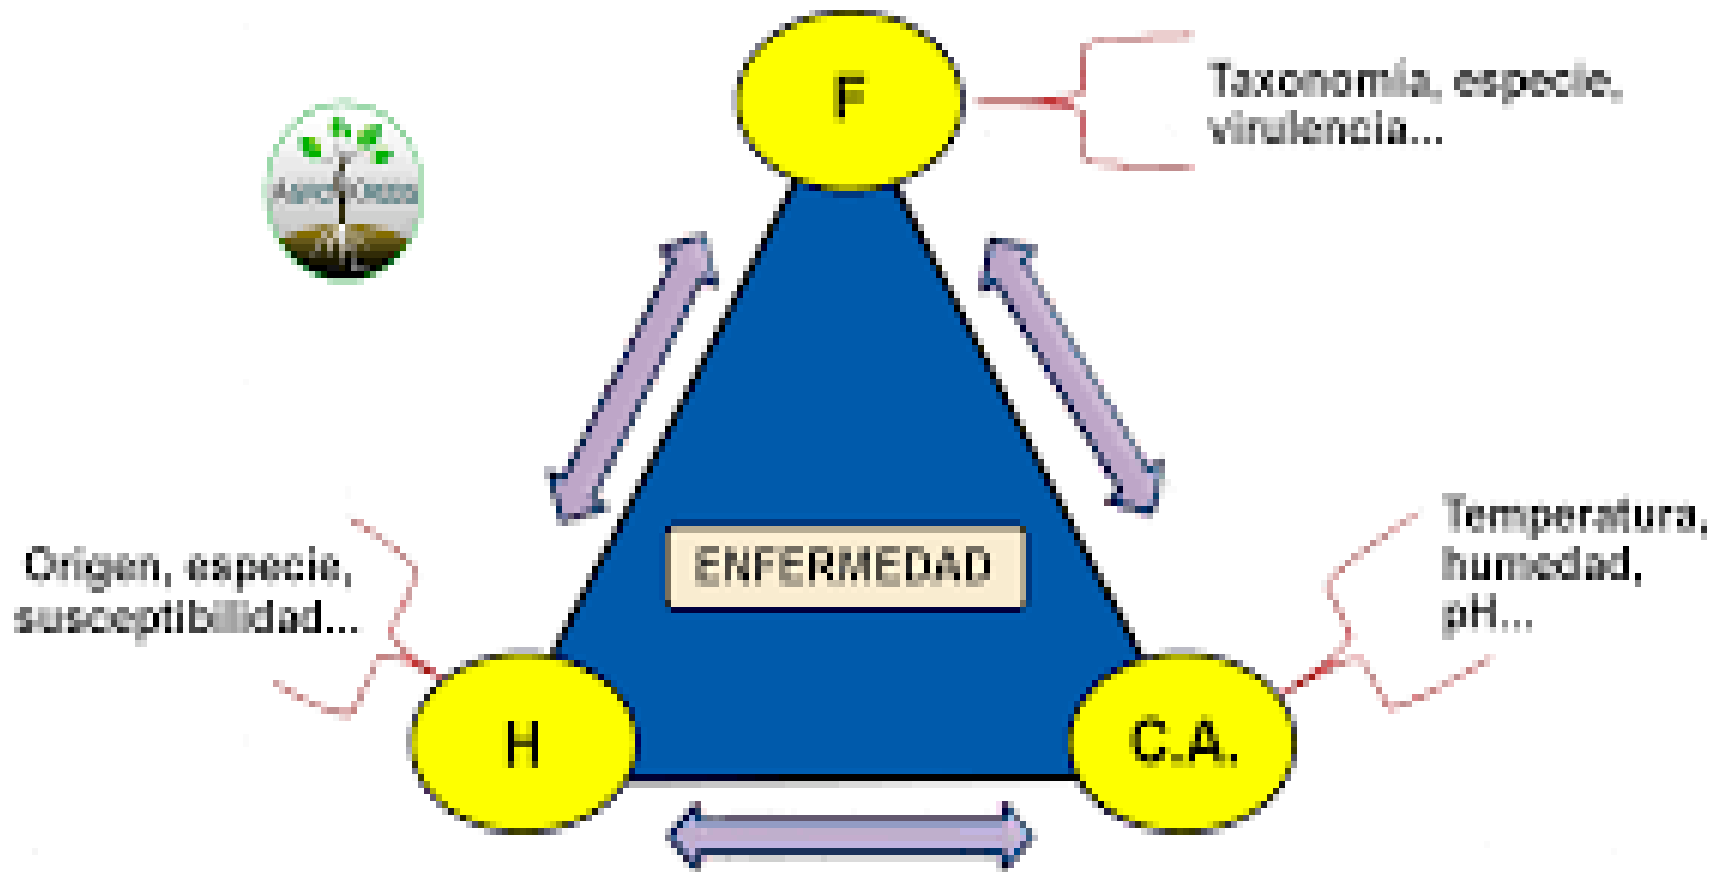 F
Taxonomía, especie,
virulencia...
Origen, especie,
susceptibilidad...
ENFERMEDAD
Temperatura,
humedad,
pH...
H
C.A.